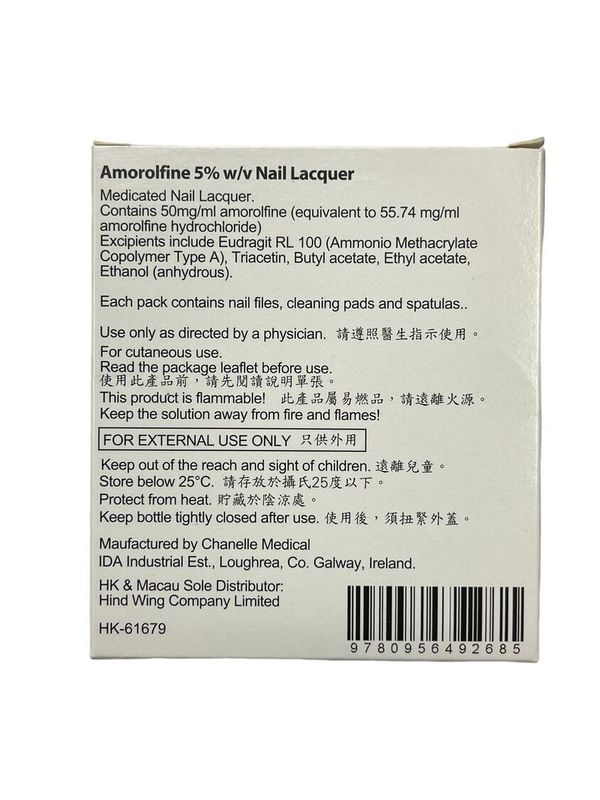 Amorolfine 5% w/v Nail Lacquer
Medicated Nail Lacquer.
Contains 50mg/ml amorolfine (equivalent to 55.74 mg/ml
amorolfine hydrochloride)
Excipients include Eudragit RL 100 (Ammonio Methacrylate
Copolymer Type A), Triacetin, Butyl acetate, Ethyl acetate,
Ethanol (anhydrous).
Each pack contains nail files, cleaning pads and spatulas..
Use only as directed by a physician. 請遵照醫生指示使用。
For cutaneous use.
Read the package leaflet before use.
使用此產品前，請先閱讀說明單張。
This product is flammable! 此產品屬易燃品，請遠離火源。
Keep the solution away from fire and flames!
FOR EXTERNAL USE ONLY 只供外用
Keep out of the reach and sight of children. 遠離兒童。
Store below 25°C. 請存放於攝氏25度以下。
Protect from heat. 貯藏於陰涼處。
Keep bottle tightly closed after use. 使用後，須扭緊外蓋。
Maufactured by Chanelle Medical
IDA Industrial Est., Loughrea, Co. Galway, Ireland.
HK & Macau Sole Distributor:
Hind Wing Company Limited
HK-61679
9780956492685